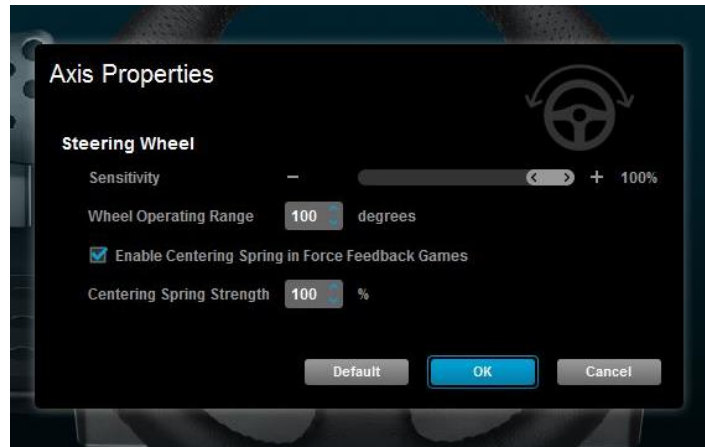 Axis Properties
Steering Wheel
Sensitivity − + 100%
Wheel Operating Range 100 degrees
Enable Centering Spring in Force Feedback Games
Centering Spring Strength 100 %
Default OK Cancel